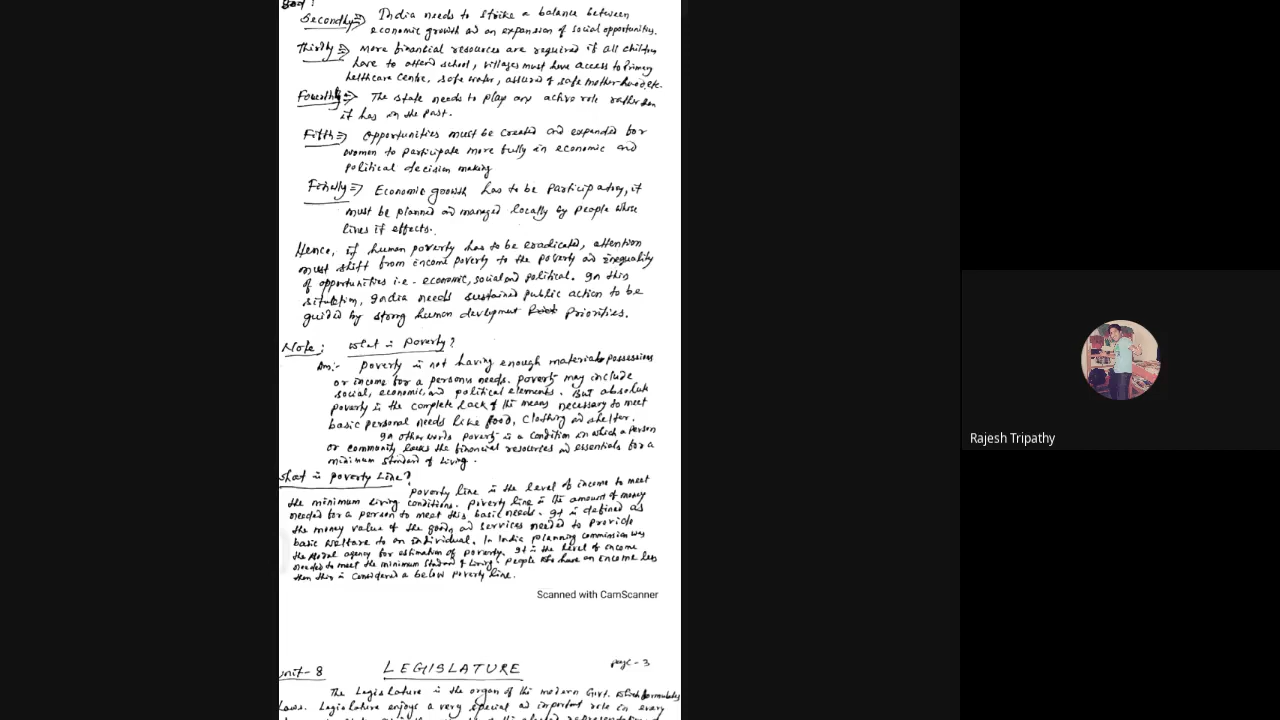 Secondly⇒ India needs to strike a balance between
economic growth and an expansion of social opportunities.
Thirdly⇒ More financial resources are required if all children
have to attend school, villages must have access to Primary
healthcare Centre, safe water, assured of safe mother-hood, etc.
Fourthly⇒ The state needs to play any active role rather than
it has in the past.
Fifth⇒ Opportunities must be created and expanded for
women to participate more fully in economic and
political decision making
Finally⇒ Economic growth has to be participatory, it
must be planned and managed locally by people whose
lives it effects.
Hence, if human poverty has to be eradicated, attention
must shift from income poverty to the poverty and inequality
of opportunities i.e - economic, social and political. In this
situation, India needs sustained public action to be
guided by strong human devlopment Priorities.
Note: What is Poverty?
Ans:- Poverty is not having enough material possessions
or income for a persons needs. Poverty may include
social, economic, and political elements. But absolute
poverty is the complete lack of the means necessary to meet
basic personal needs like food, clothing and shelter.
In other words poverty is a condition in which a person
or community lacks the financial resources and essentials for a
minimum standard of living.
What is poverty Line?
Poverty line is the level of income to meet
the minimum living conditions. Poverty line is the amount of money
needed for a person to meet this basic needs. It is defined as
the money value of the goods and services needed to provide
basic welfare to an individual. In India planning commission was
the nodal agency for estimation of poverty. It is the level of income
needed to meet the minimum standard of living. People who have an income less
then this is considered a below poverty line.
Scanned with CamScanner
page - 3
unit- 8 LEGISLATURE
The Legislature is the organ of the modern Govt. which formulates
Laws. Legislature enjoys a very special and important role in every
Rajesh Tripathy